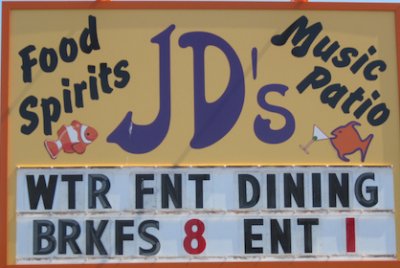 Food Spirits
JD's
Music Patio
WTR FNT DINING
BRKFS 8 ENT 1